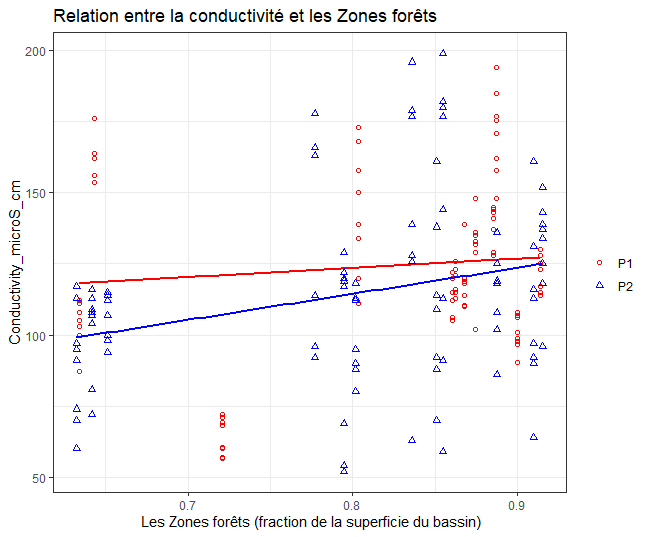 Relation entre la conductivité et les Zones forêts
Conductivity_microS_cm
200
150
100
50
0.7
0.8
0.9
Les Zones forêts (fraction de la superficie du bassin)
P1
P2